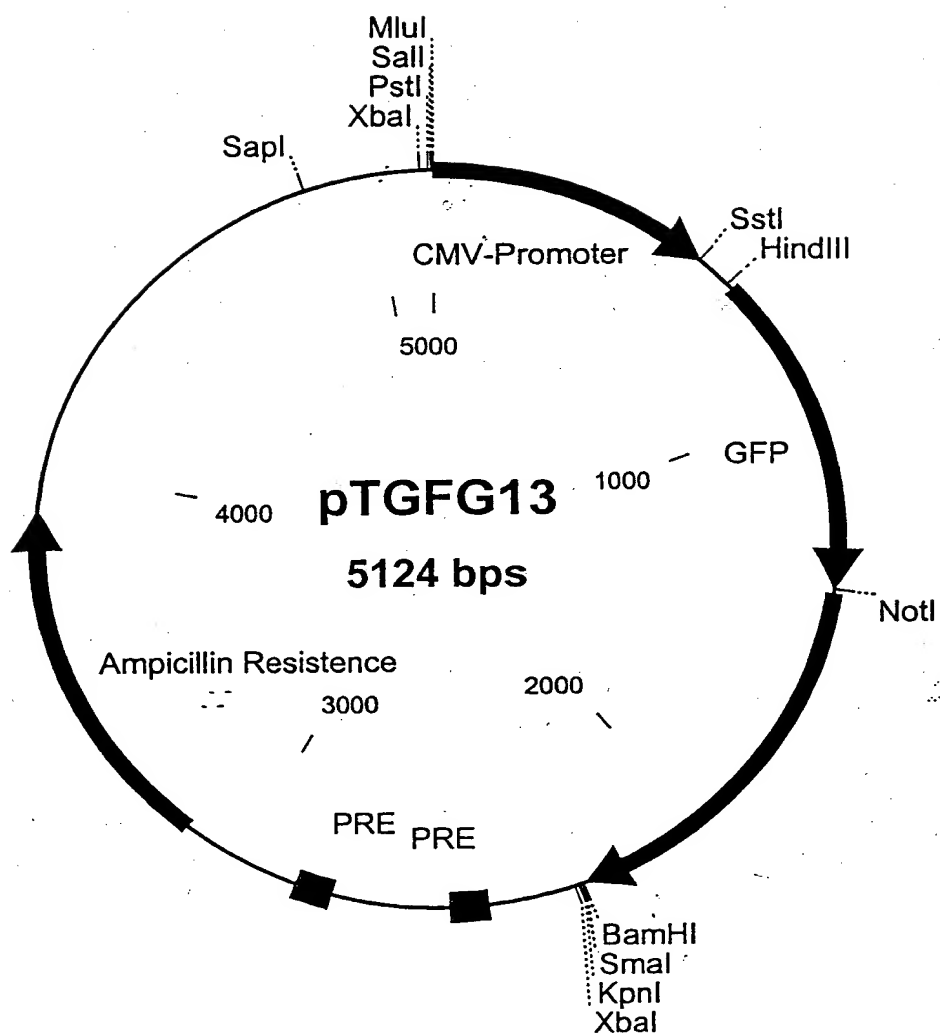 MluI
SalI
PstI
XbaI
SapI
SstI
HindIII
CMV-Promoter
5000
GFP
1000
pTGFG13
4000
5124 bps
NotI
Ampicillin Resistence
2000
3000
PRE
PRE
BamHI
SmaI
KpnI
XbaI